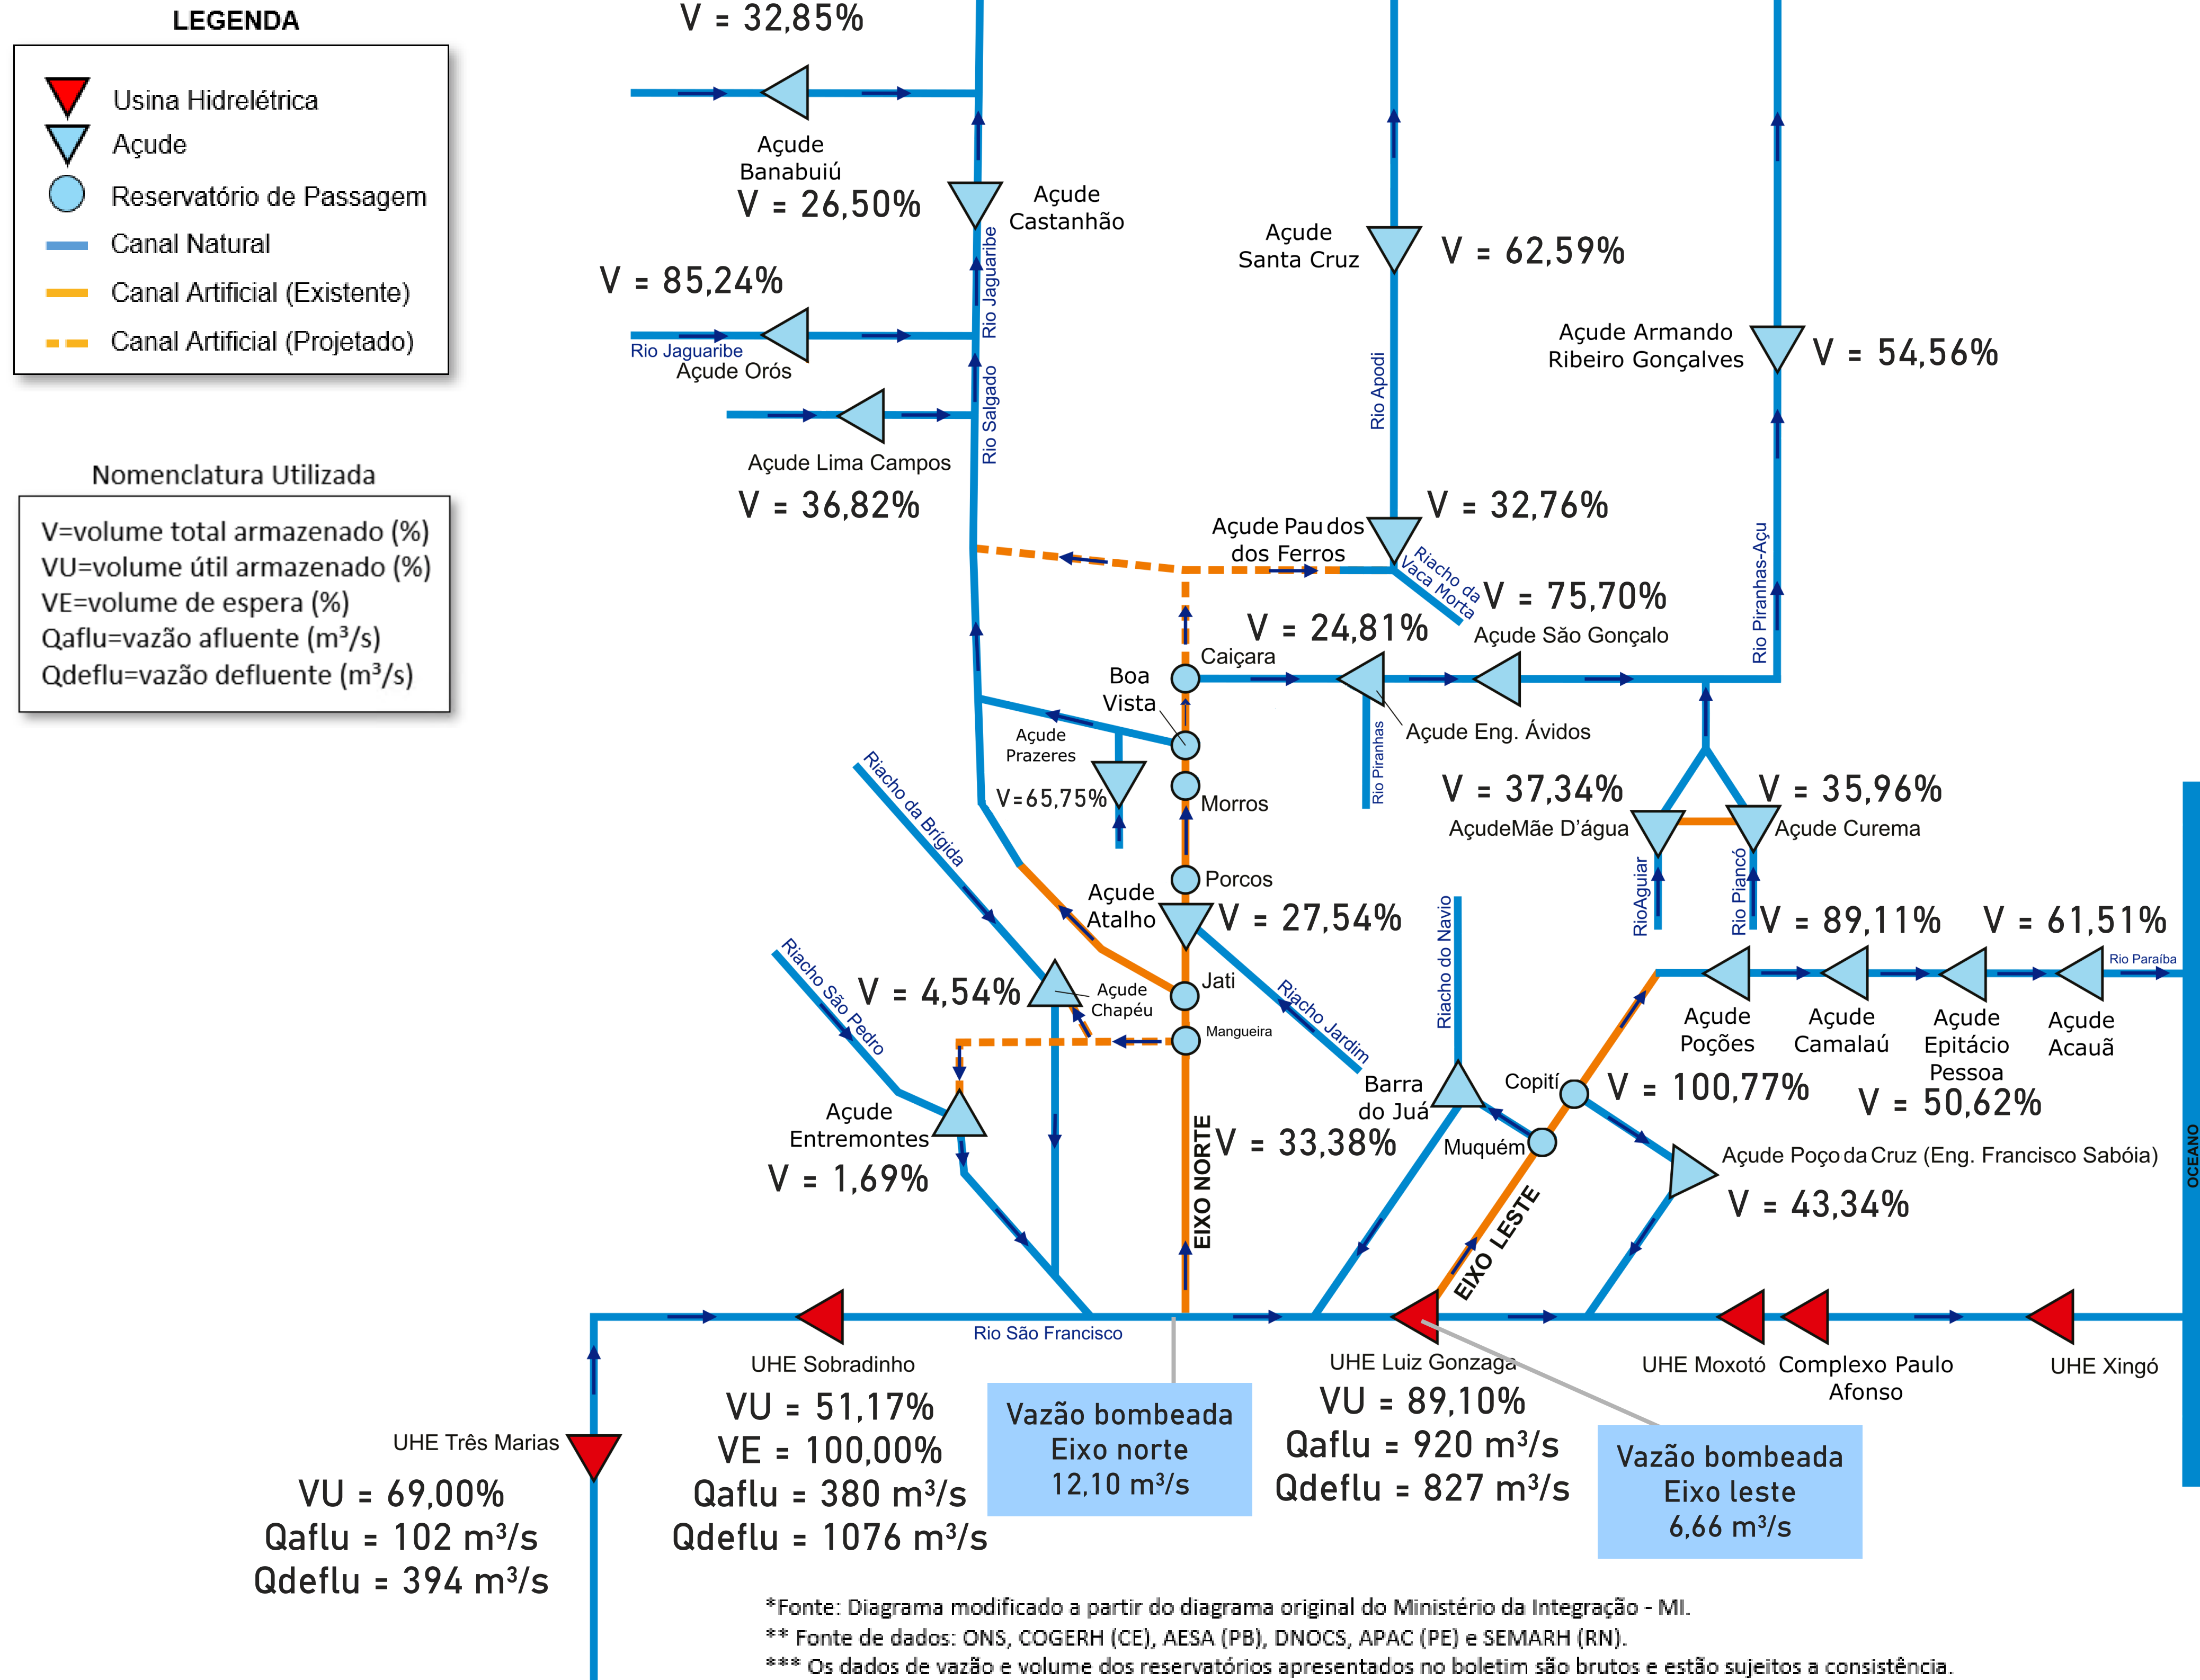 LEGENDA
Usina Hidrelétrica
Açude
Reservatório de Passagem
Canal Natural
Canal Artificial (Existente)
Canal Artificial (Projetado)
Nomenclatura Utilizada
V=volume total armazenado (%)
VU=volume útil armazenado (%)
VE=volume de espera (%)
Qaflu=vazão afluente (m³/s)
Qdeflu=vazão defluente (m³/s)
V = 32,85%
Açude
Banabuiú
V = 26,50%
Açude
Castanhão
Rio Jaguaribe
V = 85,24%
Rio Jaguaribe
Açude Orós
Rio Salgado
Açude Lima Campos
V = 36,82%
Açude
Santa Cruz
V = 62,59%
Rio Apodi
Açude Armando
Ribeiro Gonçalves
V = 54,56%
Rio Piranhas-Açu
Açude Pau dos
dos Ferros
V = 32,76%
Riacho da
Vaca Morta
V = 75,70%
Açude São Gonçalo
V = 24,81%
Caiçara
Boa
Vista
Açude Eng. Ávidos
Rio Piranhas
Açude
Prazeres
V=65,75%
Morros
V = 37,34%
AçudeMãe D'água
V = 35,96%
Açude Curema
RioAguiar
Rio Piancó
Riacho da Brígida
Porcos
Açude
Atalho
V = 27,54%
Riacho São Pedro
V = 4,54%
Açude
Chapéu
Jati
Mangueira
Riacho Jardim
Riacho do Navio
V = 89,11%
V = 61,51%
Rio Paraíba
Açude
Poções
Açude
Camalaú
Açude
Epitácio
Pessoa
Açude
Acauã
V = 100,77%
V = 50,62%
Açude
Entremontes
V = 1,69%
EIXO NORTE
Barra
do Juá
V = 33,38%
Copití
Muquém
EIXO LESTE
Açude Poço da Cruz (Eng. Francisco Sabóia)
V = 43,34%
OCEANO
Rio São Francisco
UHE Sobradinho
VU = 51,17%
VE = 100,00%
Qaflu = 380 m³/s
Qdeflu = 1076 m³/s
UHE Três Marias
VU = 69,00%
Qaflu = 102 m³/s
Qdeflu = 394 m³/s
Vazão bombeada
Eixo norte
12,10 m³/s
UHE Luiz Gonzaga
VU = 89,10%
Qaflu = 920 m³/s
Qdeflu = 827 m³/s
Vazão bombeada
Eixo leste
6,66 m³/s
UHE Moxotó
Complexo Paulo
Afonso
UHE Xingó
*Fonte: Diagrama modificado a partir do diagrama original do Ministério da Integração - MI.
** Fonte de dados: ONS, COGERH (CE), AESA (PB), DNOCS, APAC (PE) e SEMARH (RN).
*** Os dados de vazão e volume dos reservatórios apresentados no boletim são brutos e estão sujeitos a consistência.